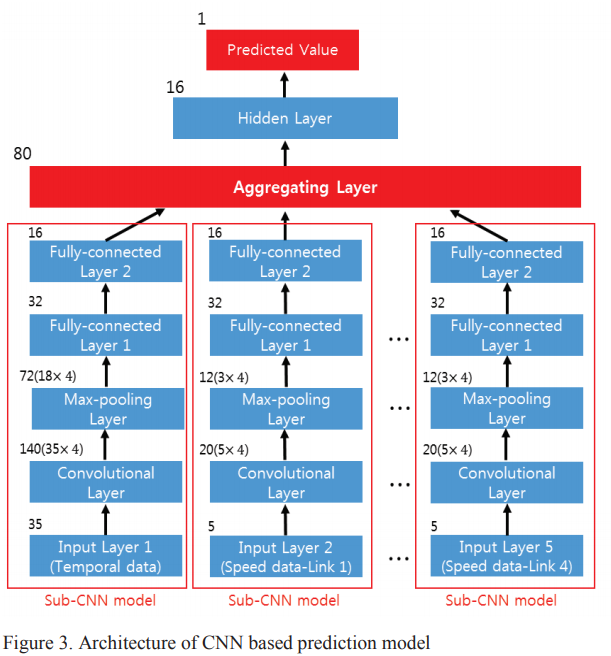 1
Predicted Value
16
Hidden Layer
80
Aggregating Layer
16
Fully-connected
Layer 2
32
Fully-connected
Layer 1
72(18× 4)
Max-pooling
Layer
140(35× 4)
Convolutional
Layer
35
Input Layer 1
(Temporal data)
Sub-CNN model
16
Fully-connected
Layer 2
32
Fully-connected
Layer 1
12(3× 4)
Max-pooling
Layer
20(5× 4)
Convolutional
Layer
5
Input Layer 2
(Speed data-Link 1)
Sub-CNN model
...
...
...
...
16
Fully-connected
Layer 2
32
Fully-connected
Layer 1
12(3× 4)
Max-pooling
Layer
20(5× 4)
Convolutional
Layer
5
Input Layer 5
(Speed data-Link 4)
Sub-CNN model
Figure 3. Architecture of CNN based prediction model